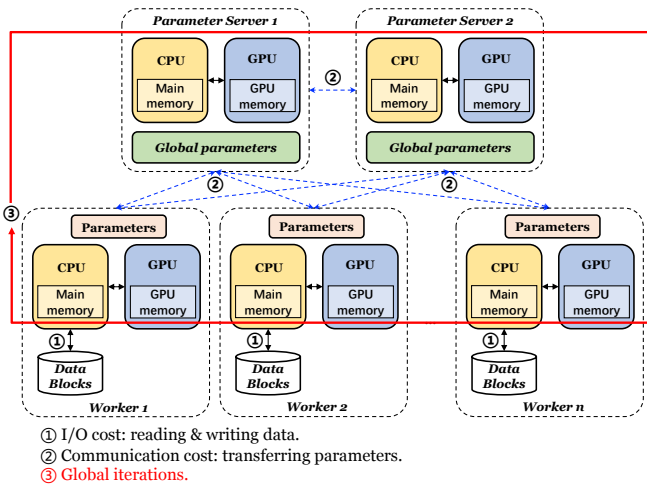 Parameter Server 1
Parameter Server 2
CPU
GPU
CPU
GPU
②
Main
memory
GPU
memory
Main
memory
GPU
memory
Global parameters
Global parameters
②
②
③
Parameters
Parameters
Parameters
CPU
GPU
CPU
GPU
CPU
GPU
Main
memory
GPU
memory
Main
memory
GPU
memory
Main
memory
GPU
memory
...
①
①
①
Data
Blocks
Data
Blocks
Data
Blocks
Worker 1
Worker 2
Worker n
① I/O cost: reading & writing data.
② Communication cost: transferring parameters.
③ Global iterations.